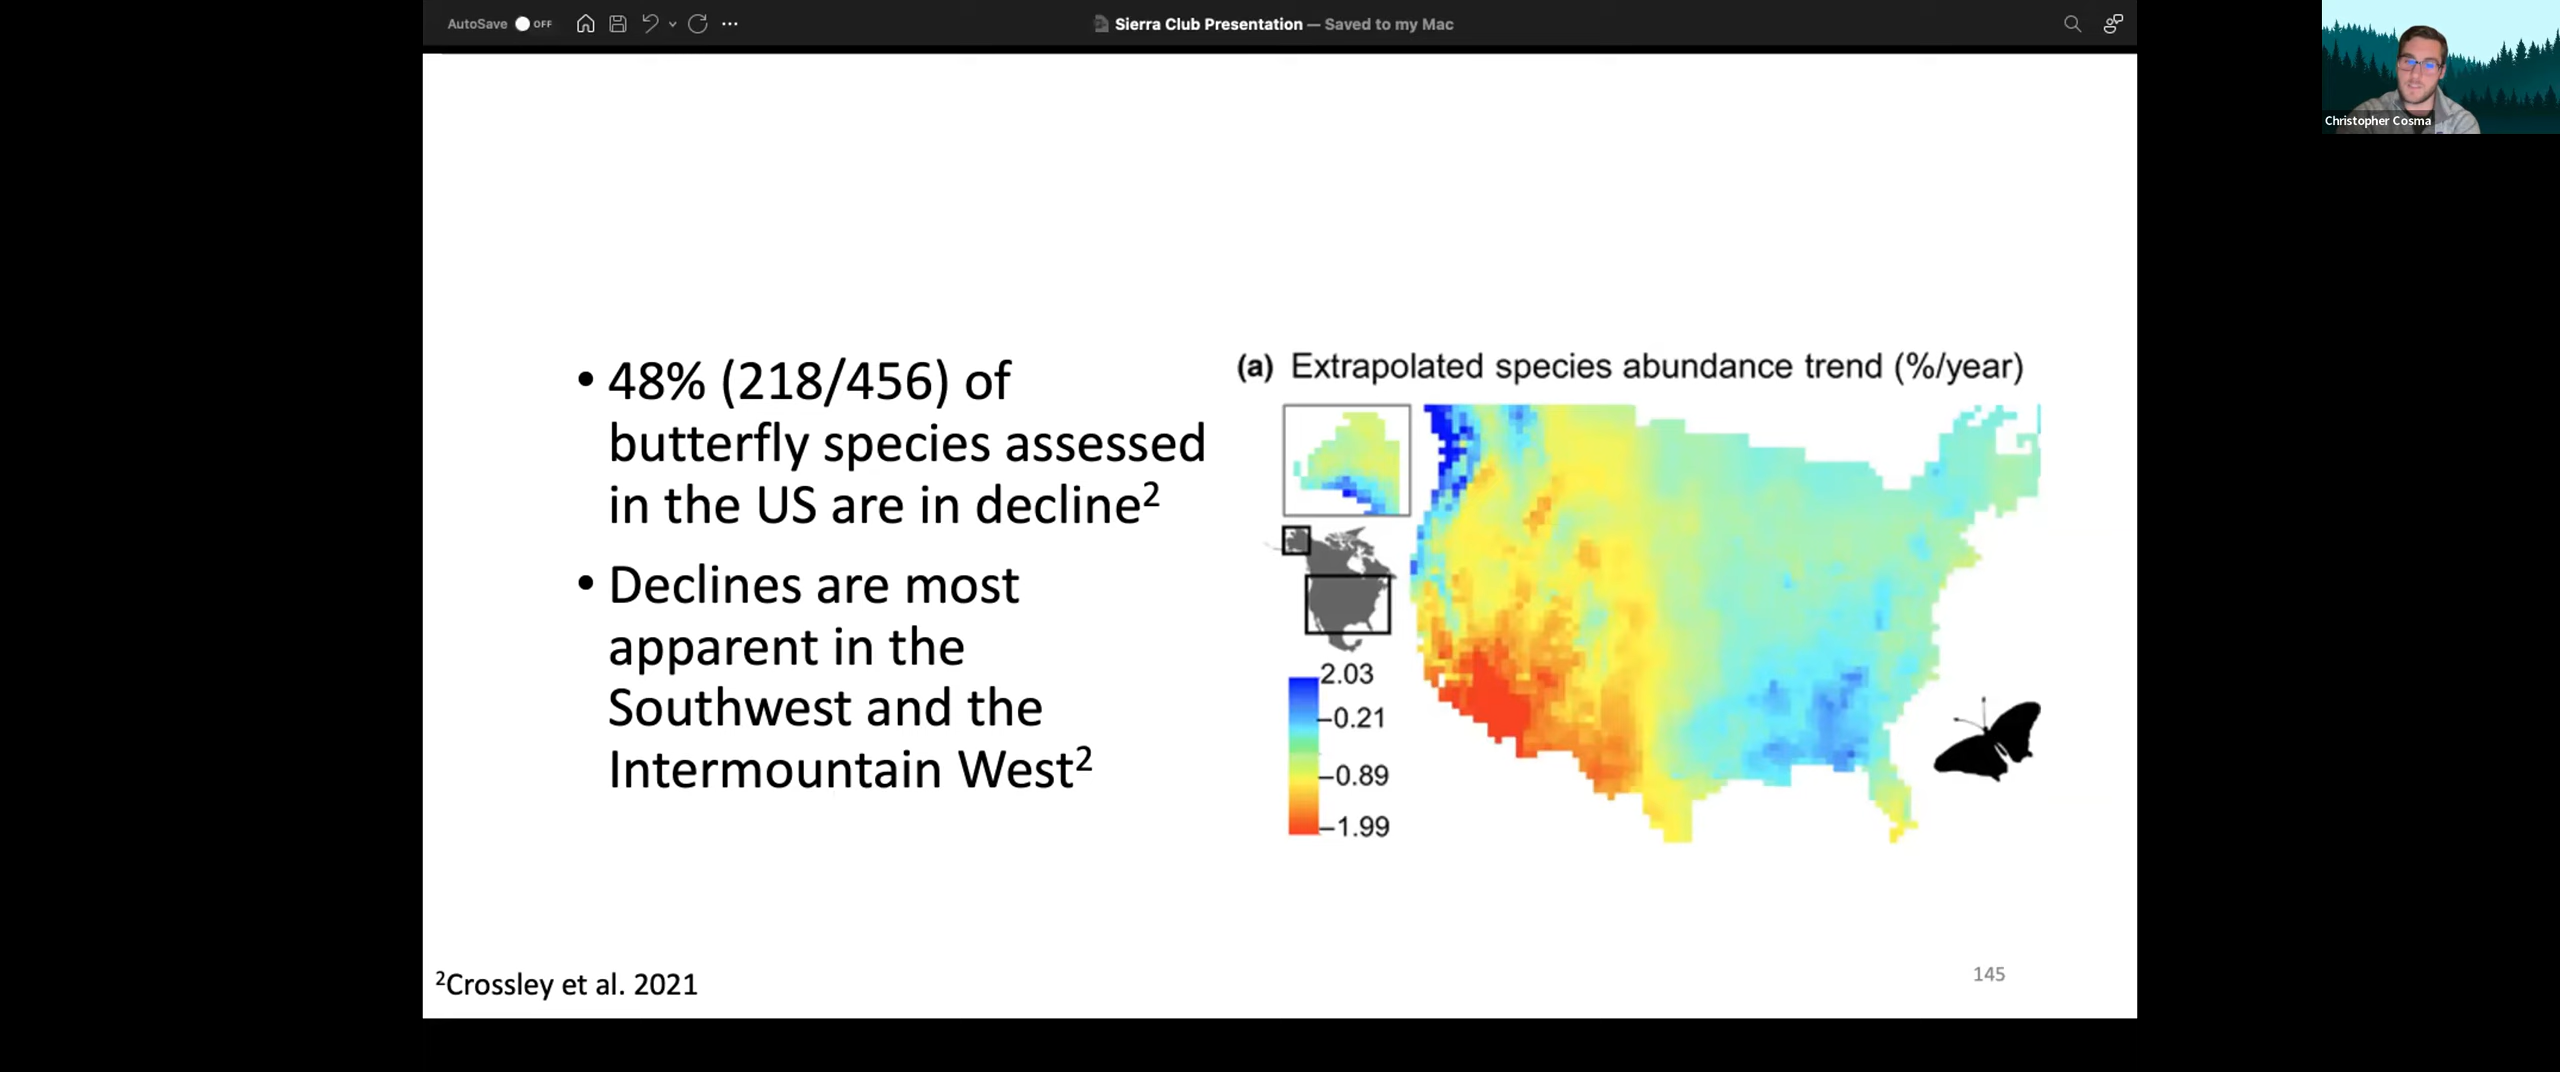 AutoSave OFF
Sierra Club Presentation — Saved to my Mac
Christopher Cosma
• 48% (218/456) of
butterfly species assessed
in the US are in decline²
• Declines are most
apparent in the
Southwest and the
Intermountain West²
(a) Extrapolated species abundance trend (%/year)
2.03
–0.21
–0.89
–1.99
²Crossley et al. 2021
145